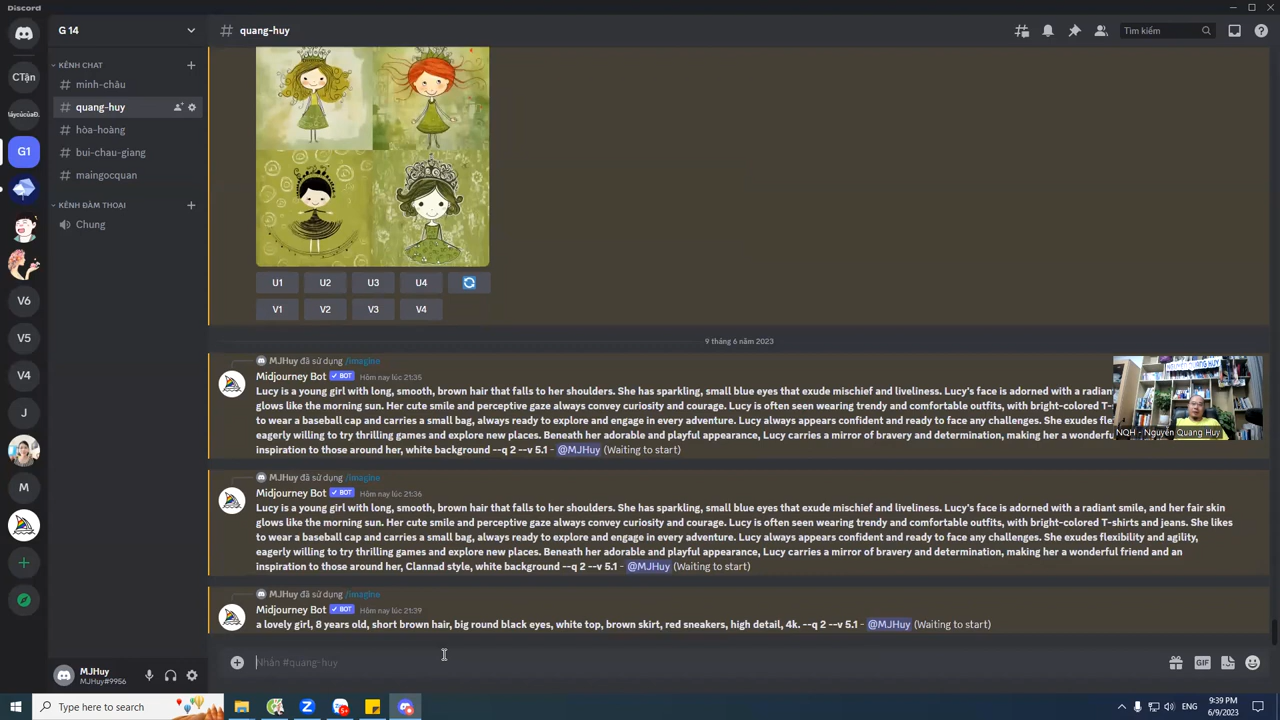 Discord
G 14
# quang-huy
Tìm kiếm
KÊNH CHAT
# minh-châu
# quang-huy
# hòa-hoàng
# bui-chau-giang
# maingocquan
KÊNH ĐÀM THOẠI
Chung
CTận
G1
V6
V5
V4
J
M
U1 U2 U3 U4
V1 V2 V3 V4
9 tháng 6 năm 2023
MJHuy đã sử dụng /imagine
Midjourney Bot BOT Hôm nay lúc 21:35
Lucy is a young girl with long, smooth, brown hair that falls to her shoulders. She has sparkling, small blue eyes that exude mischief and liveliness. Lucy's face is adorned with a radiant
glows like the morning sun. Her cute smile and perceptive gaze always convey curiosity and courage. Lucy is often seen wearing trendy and comfortable outfits, with bright-colored T-s
to wear a baseball cap and carries a small bag, always ready to explore and engage in every adventure. Lucy always appears confident and ready to face any challenges. She exudes
eagerly willing to try thrilling games and explore new places. Beneath her adorable and playful appearance, Lucy carries a mirror of bravery and determination, making her a wonderfu
inspiration to those around her, white background --q 2 --v 5.1 - @MJHuy (Waiting to start)
NGUYỄN QUANG HUY
NQH - Nguyễn Quang Huy
MJHuy đã sử dụng /imagine
Midjourney Bot BOT Hôm nay lúc 21:36
Lucy is a young girl with long, smooth, brown hair that falls to her shoulders. She has sparkling, small blue eyes that exude mischief and liveliness. Lucy's face is adorned with a radiant smile, and her fair skin
glows like the morning sun. Her cute smile and perceptive gaze always convey curiosity and courage. Lucy is often seen wearing trendy and comfortable outfits, with bright-colored T-shirts and jeans. She likes
to wear a baseball cap and carries a small bag, always ready to explore and engage in every adventure. Lucy always appears confident and ready to face any challenges. She exudes flexibility and agility,
eagerly willing to try thrilling games and explore new places. Beneath her adorable and playful appearance, Lucy carries a mirror of bravery and determination, making her a wonderful friend and an
inspiration to those around her, Clannad style, white background --q 2 --v 5.1 - @MJHuy (Waiting to start)
MJHuy đã sử dụng /imagine
Midjourney Bot BOT Hôm nay lúc 21:39
a lovely girl, 8 years old, short brown hair, big round black eyes, white top, brown skirt, red sneakers, high detail, 4k. --q 2 --v 5.1 - @MJHuy (Waiting to start)
Nhắn #quang-huy
GIF
MJHuy
MJHuy#9956
Type here to search
5+
ENG
9:39 PM
6/9/2023